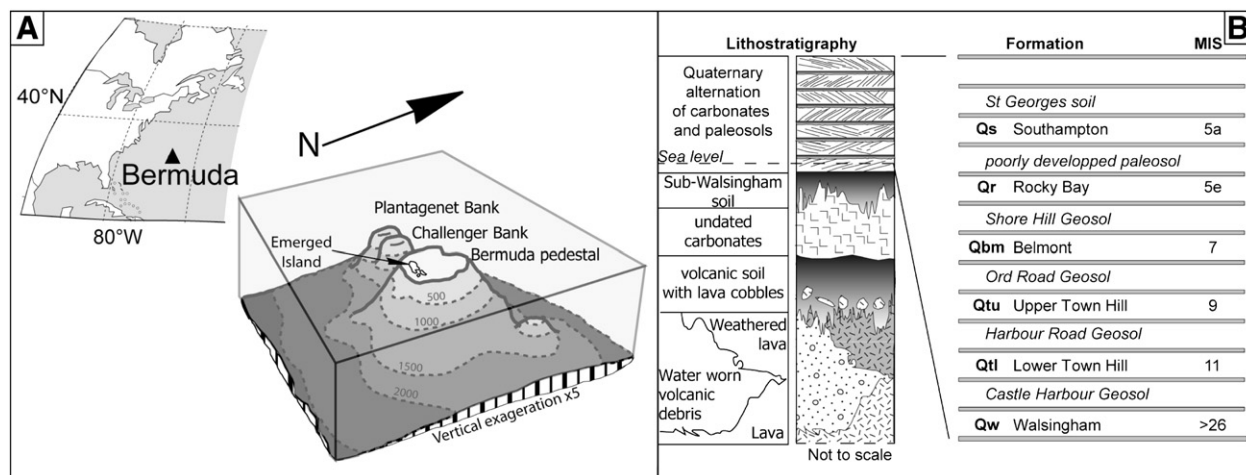 A
40°N
Bermuda
80°W
N
Plantagenet Bank
Challenger Bank
Emerged
Island
Bermuda pedestal
500
1000
1500
2000
Vertical exageration x5
B
Lithostratigraphy
Quaternary
alternation
of carbonates
and paleosols
Sea level
Sub-Walsingham
soil
undated
carbonates
volcanic soil
with lava cobbles
Weathered
lava
Water worn
volcanic
debris
Lava
Not to scale
Formation MIS
St Georges soil
Qs Southampton 5a
poorly developped paleosol
Qr Rocky Bay 5e
Shore Hill Geosol
Qbm Belmont 7
Ord Road Geosol
Qtu Upper Town Hill 9
Harbour Road Geosol
Qtl Lower Town Hill 11
Castle Harbour Geosol
Qw Walsingham >26